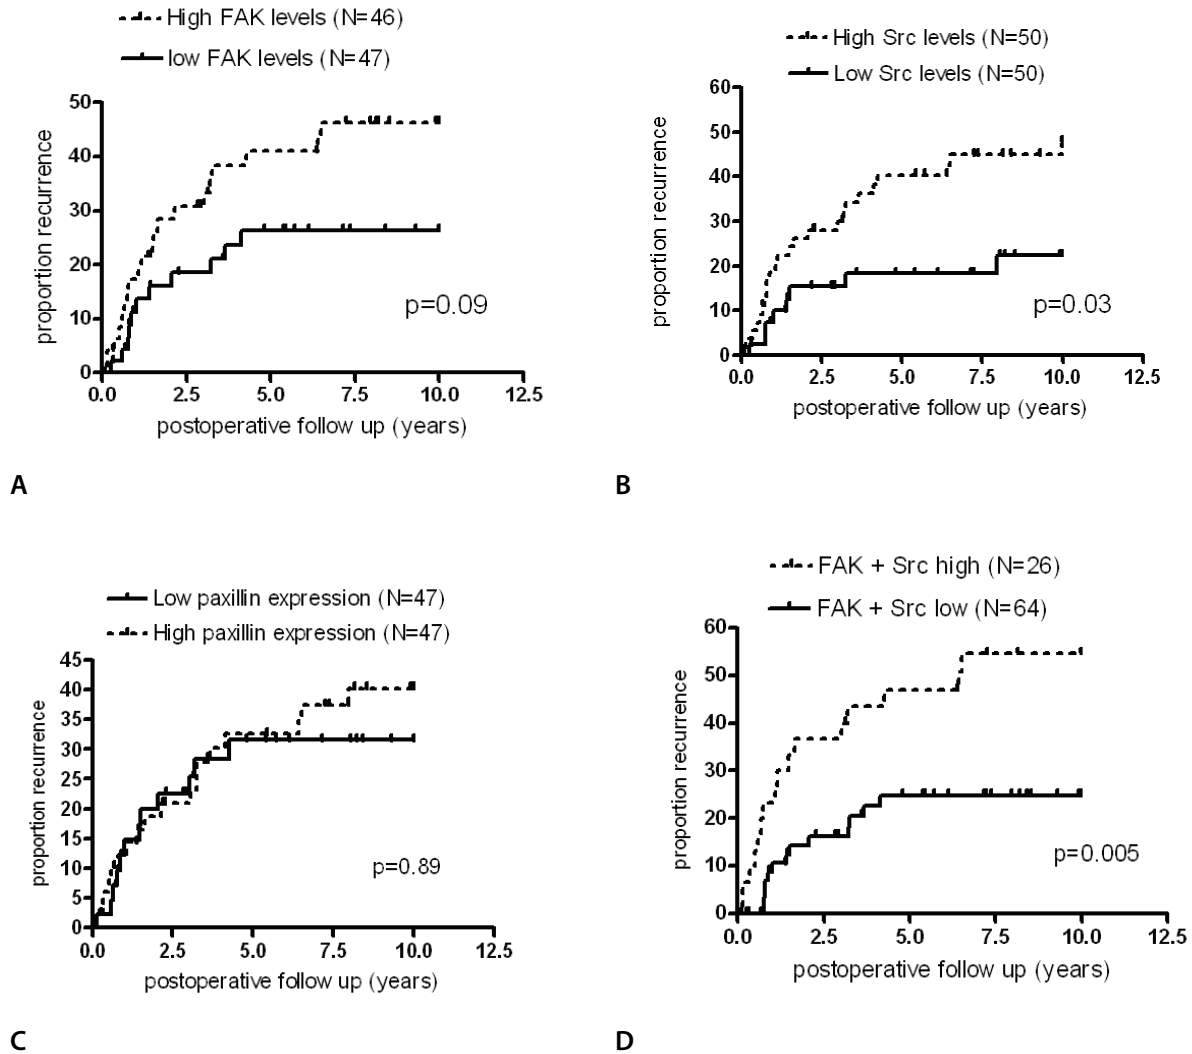 High FAK levels (N=46)
low FAK levels (N=47)
proportion recurrence
50
40
30
20
10
0
p=0.09
0.0 2.5 5.0 7.5 10.0 12.5
postoperative follow up (years)
A
High Src levels (N=50)
Low Src levels (N=50)
proportion recurrence
60
50
40
30
20
10
0
p=0.03
0.0 2.5 5.0 7.5 10.0 12.5
postoperative follow up (years)
B
Low paxillin expression (N=47)
High paxillin expression (N=47)
proportion recurrence
45
40
35
30
25
20
15
10
5
0
p=0.89
0.0 2.5 5.0 7.5 10.0 12.5
postoperative follow up (years)
C
FAK + Src high (N=26)
FAK + Src low (N=64)
proportion recurrence
60
50
40
30
20
10
0
p=0.005
0.0 2.5 5.0 7.5 10.0 12.5
postoperative follow up (years)
D